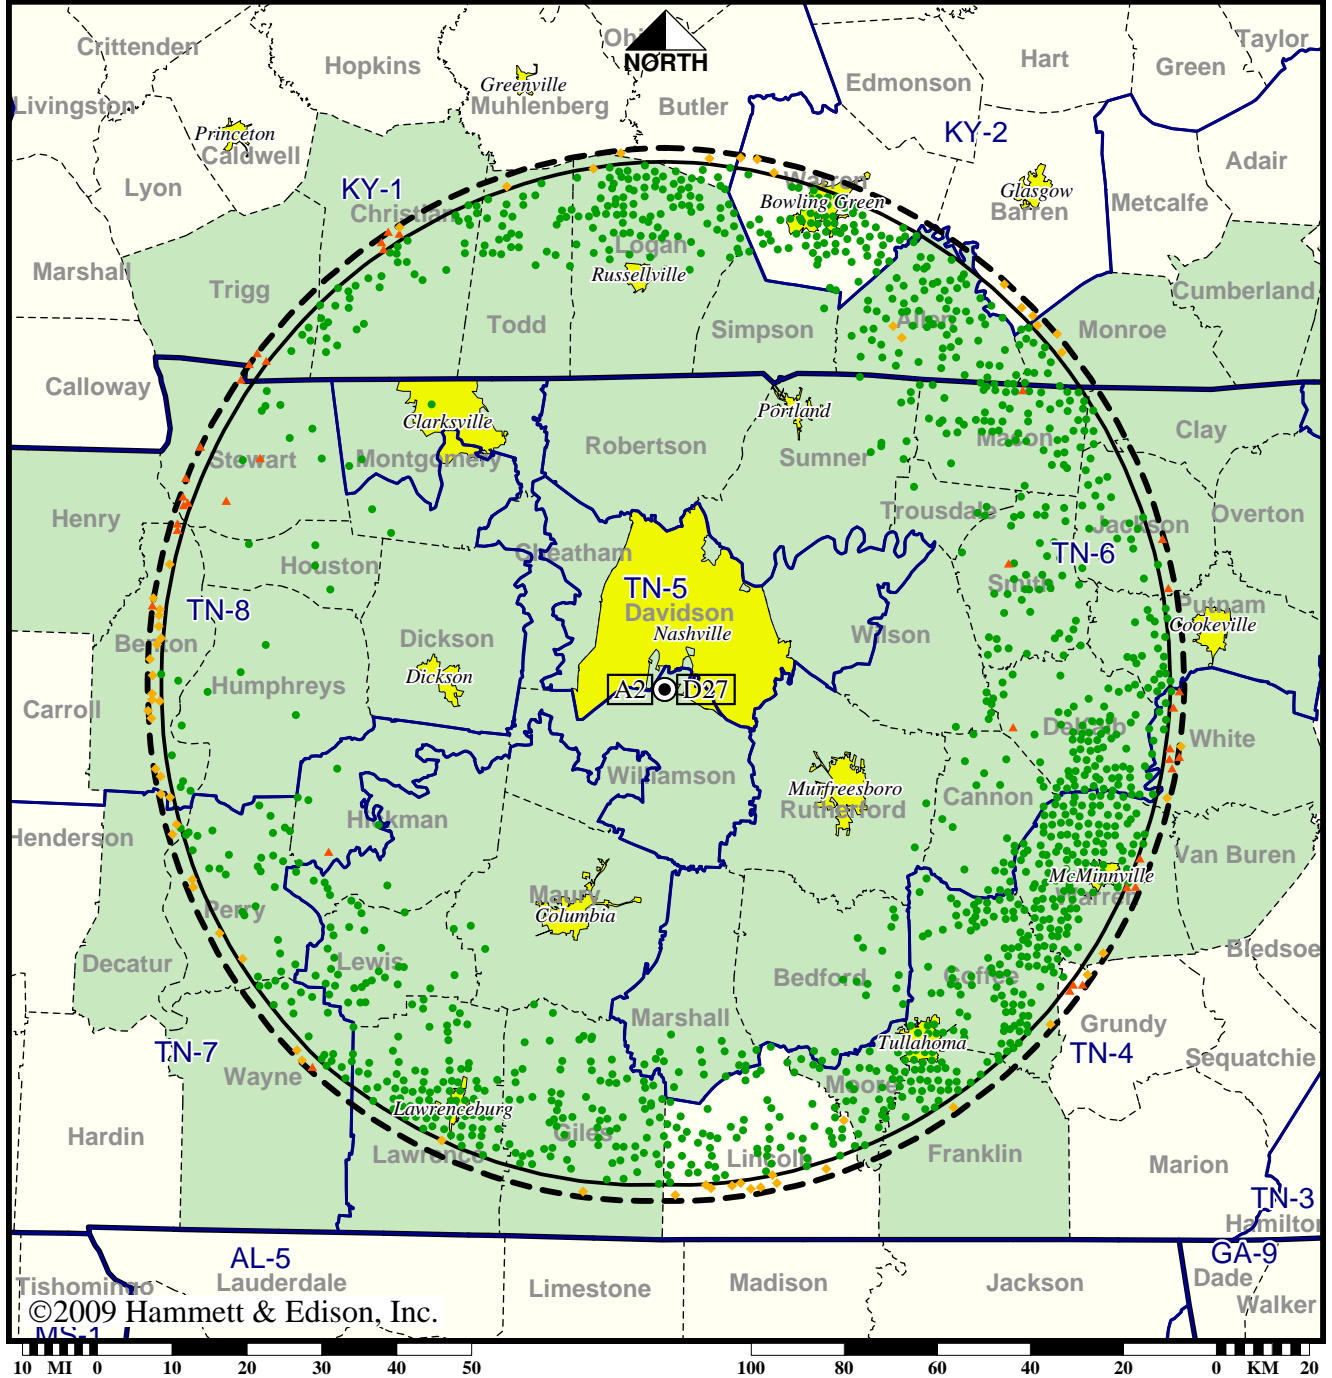 Crittenden
Hopkins
Greenville
Muhlenberg
Ohi
NORTH
Butler
Edmonson
Hart
Taylor
Green
Livingston
Princeton
Caldwell
Lyon
KY-1
Christian
KY-2
Adair
Warren
Bowling Green
Glasgow
Barren
Metcalfe
Marshall
Trigg
Logan
Russellville
Todd
Simpson
Allen
Monroe
Cumberland
Calloway
Clarksville
Portland
Stewart
Montgomery
Robertson
Sumner
Macon
Clay
Henry
Trousdale
Jackson
Overton
Houston
Cheatham
TN-6
Smith
TN-8
TN-5
Davidson
Nashville
Putnam
Cookeville
Benton
Dickson
Dickson
Wilson
Carroll
Humphreys
A2
D27
DeKalb
White
Williamson
Murfreesboro
Rutherford
Cannon
Henderson
Hickman
Van Buren
McMinnville
Warren
Perry
Maury
Columbia
Decatur
Lewis
Bedford
Coffee
Bledsoe
Marshall
Tullahoma
Grundy
TN-7
TN-4
Sequatchie
Wayne
Moore
Lawrenceburg
Hardin
Lawrence
Giles
Lincoln
Franklin
Marion
TN-3
Hamilton
AL-5
GA-9
Tishomingo
Lauderdale
Limestone
Madison
Jackson
Dade
Walker
©2009 Hammett & Edison, Inc.
MS-1
10 MI 0 10 20 30 40 50 100 80 60 40 20 0 KM 20